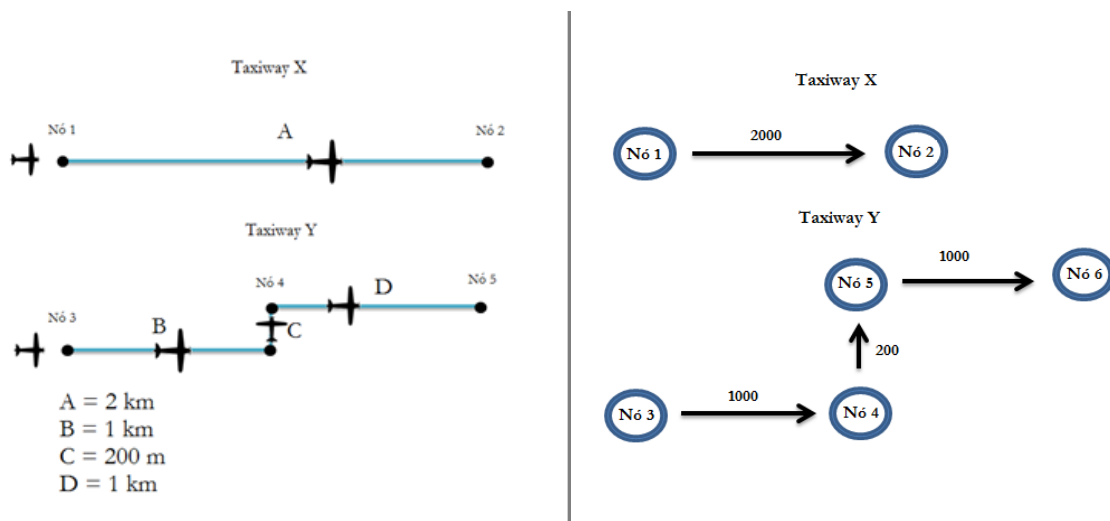 Taxiway X
Nó 1
A
Nó 2
Taxiway Y
Nó 4
Nó 5
D
Nó 3
B
C
A = 2 km
B = 1 km
C = 200 m
D = 1 km
Taxiway X
2000
Nó 1
Nó 2
Taxiway Y
1000
Nó 5
Nó 6
200
1000
Nó 3
Nó 4